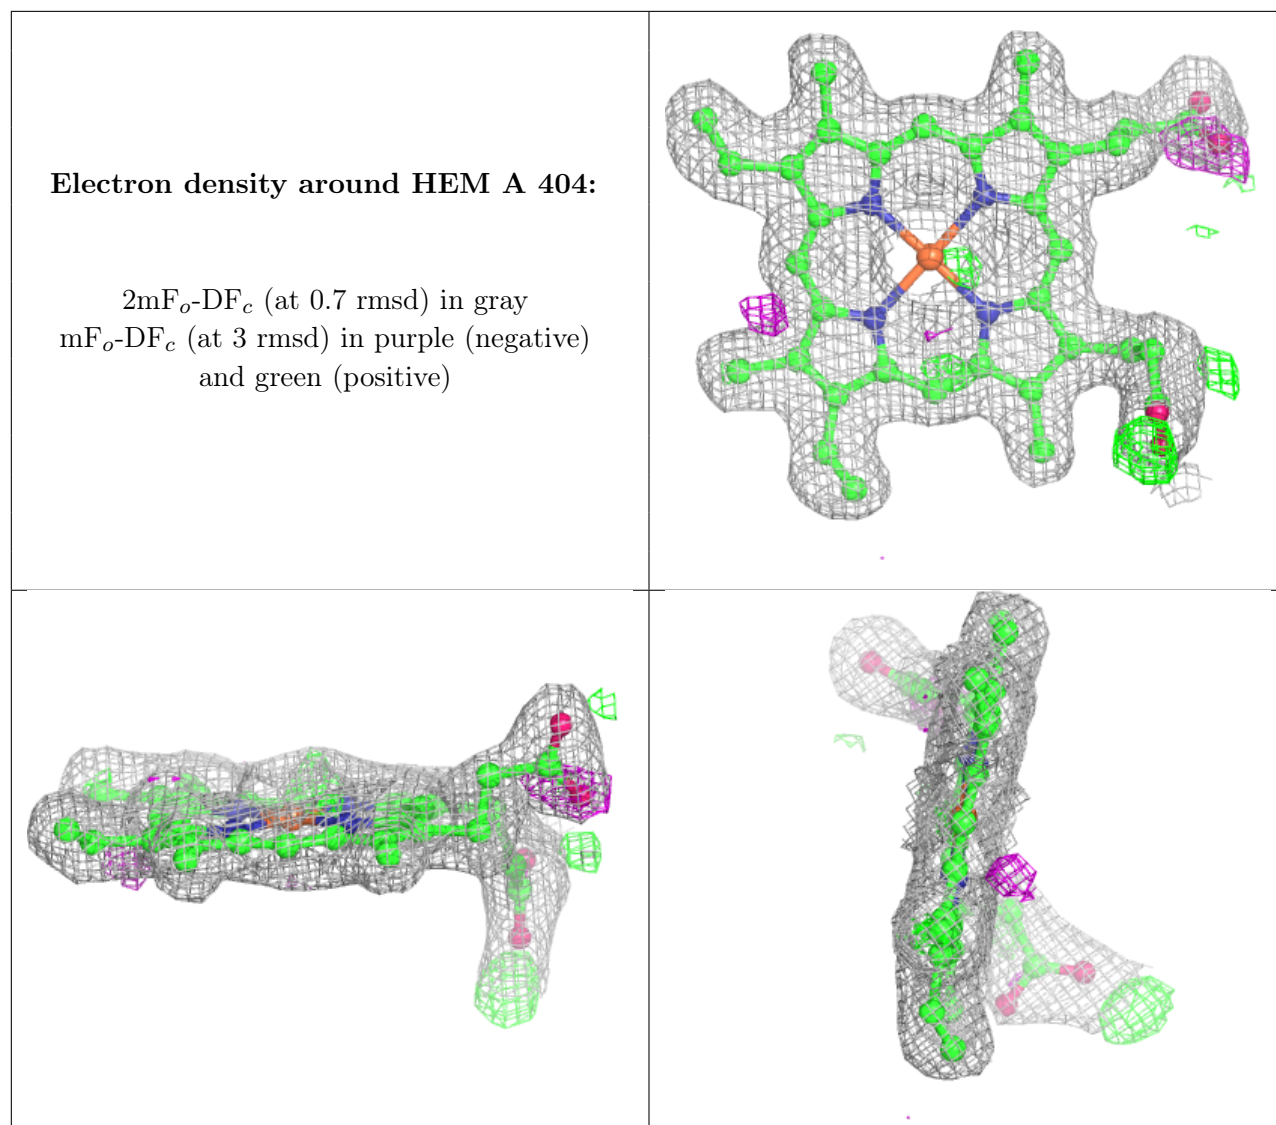 Electron density around HEM A 404:
2mFo-DFc (at 0.7 rmsd) in gray
mFo-DFc (at 3 rmsd) in purple (negative)
and green (positive)